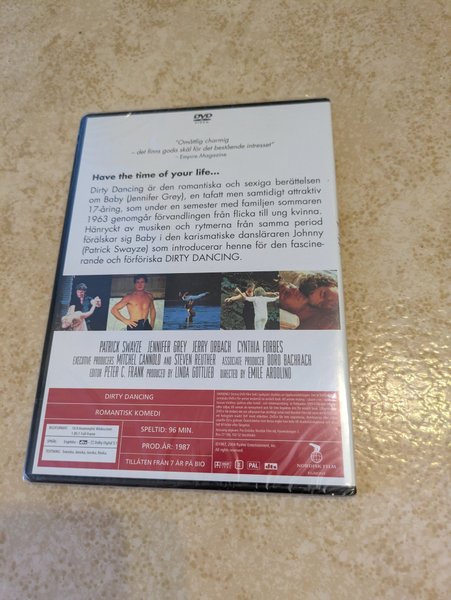 DVD
VIDEO
"Omåttlig charmig
– det finns goda skäl för det bestående intresset"
– Empire Magazine
Have the time of your life...
Dirty Dancing är den romantiska och sexiga berättelsen
om Baby (Jennifer Grey), en tafatt men samtidigt attraktiv
17-åring, som under en semester med familjen sommaren
1963 genomgår förvandlingen från flicka till ung kvinna.
Hänryckt av musiken och rytmerna från samma period
förälskar sig Baby i den karismatiske dansläraren Johnny
(Patrick Swayze) som introducerar henne för den fascine-
rande och förföriska DIRTY DANCING.
PATRICK SWAYZE JENNIFER GREY JERRY ORBACH CYNTHIA FORBES
EXECUTIVE PRODUCERS MITCHEL CANNOLD AND STEVEN REUTHER ASSOCIATE PRODUCER DORO BACHRACH
EDITOR PETER C. FRANK PRODUCED BY LINDA GOTTLIEB DIRECTED BY EMILE ARDOLINO
DIRTY DANCING
ROMANTISK KOMEDI
SPELTID: 96 MIN.
PROD.ÅR: 1987
TILLÅTEN FRÅN 7 ÅR PÅ BIO
dts
PAL
NORDISK FILM
EGMONT